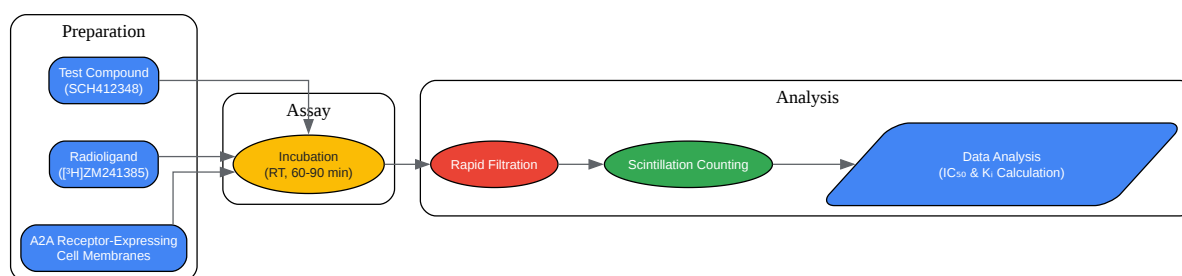 Preparation
Test Compound
(SCH412348)
Radioligand
([³H]ZM241385)
A2A Receptor-Expressing
Cell Membranes
Assay
Incubation
(RT, 60-90 min)
Analysis
Rapid Filtration
Scintillation Counting
Data Analysis
(IC₅₀ & Kᵢ Calculation)